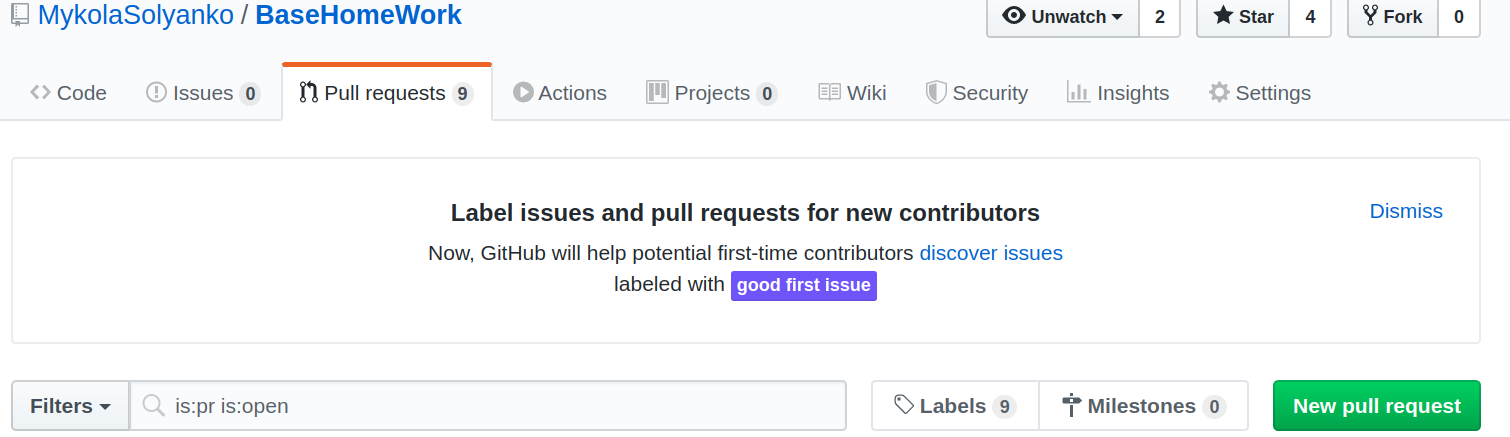 MykolaSolyanko / BaseHomeWork
Unwatch 2 Star 4 Fork 0
Code Issues 0 Pull requests 9 Actions Projects 0 Wiki Security Insights Settings
Label issues and pull requests for new contributors
Dismiss
Now, GitHub will help potential first-time contributors discover issues
labeled with good first issue
Filters is:pr is:open Labels 9 Milestones 0 New pull request